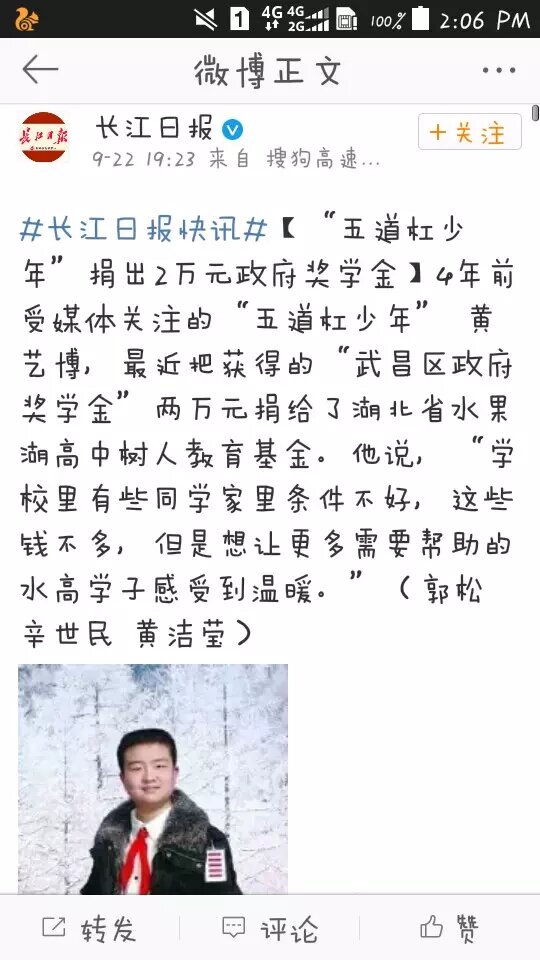 1 4G 4G 2G 100% 2:06 PM
微博正文
长江日报
长江日报
+关注
9-22 19:23 来自 搜狗高速...
#长江日报快讯#【“五道杠少
年”捐出2万元政府奖学金】4年前
受媒体关注的“五道杠少年” 黄
艺博，最近把获得的“武昌区政府
奖学金”两万元捐给了湖北省水果
湖高中树人教育基金。他说，“学
校里有些同学家里条件不好，这些
钱不多，但是想让更多需要帮助的
水高学子感受到温暖。”（郭松
辛世民 黄洁莹）
转发
评论
赞